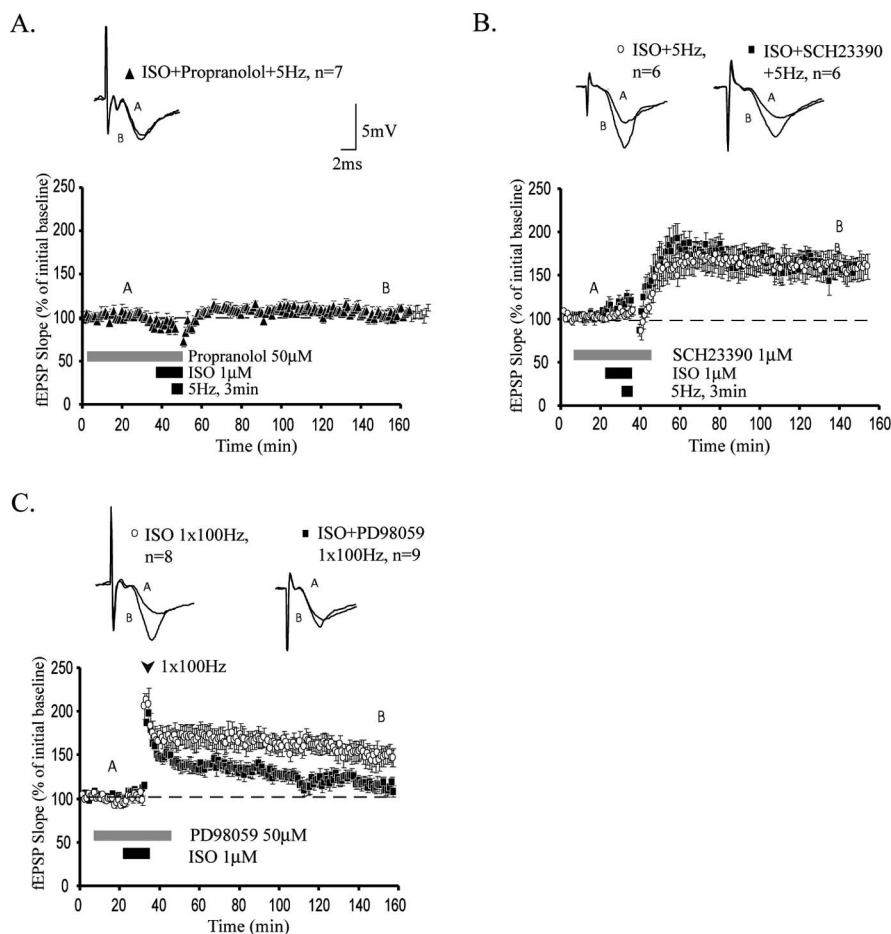 A.
▲ ISO+Propranolol+5Hz, n=7
A
B
5mV
2ms
fEPSP Slope (% of initial baseline)
250
200
150
100
50
0
A
B
Propranolol 50μM
ISO 1μM
5Hz, 3min
0 20 40 60 80 100 120 140 160
Time (min)
B.
○ ISO+5Hz,
n=6
■ ISO+SCH23390
+5Hz, n=6
A
B
A
B
fEPSP Slope (% of initial baseline)
250
200
150
100
50
0
A
B
B
SCH23390 1μM
ISO 1μM
5Hz, 3min
0 20 40 60 80 100 120 140 160
Time (min)
C.
○ ISO 1x100Hz,
n=8
■ ISO+PD98059
1x100Hz, n=9
A
B
A
B
1x100Hz
fEPSP Slope (% of initial baseline)
250
200
150
100
50
0
A
B
PD98059 50μM
ISO 1μM
0 20 40 60 80 100 120 140 160
Time (min)